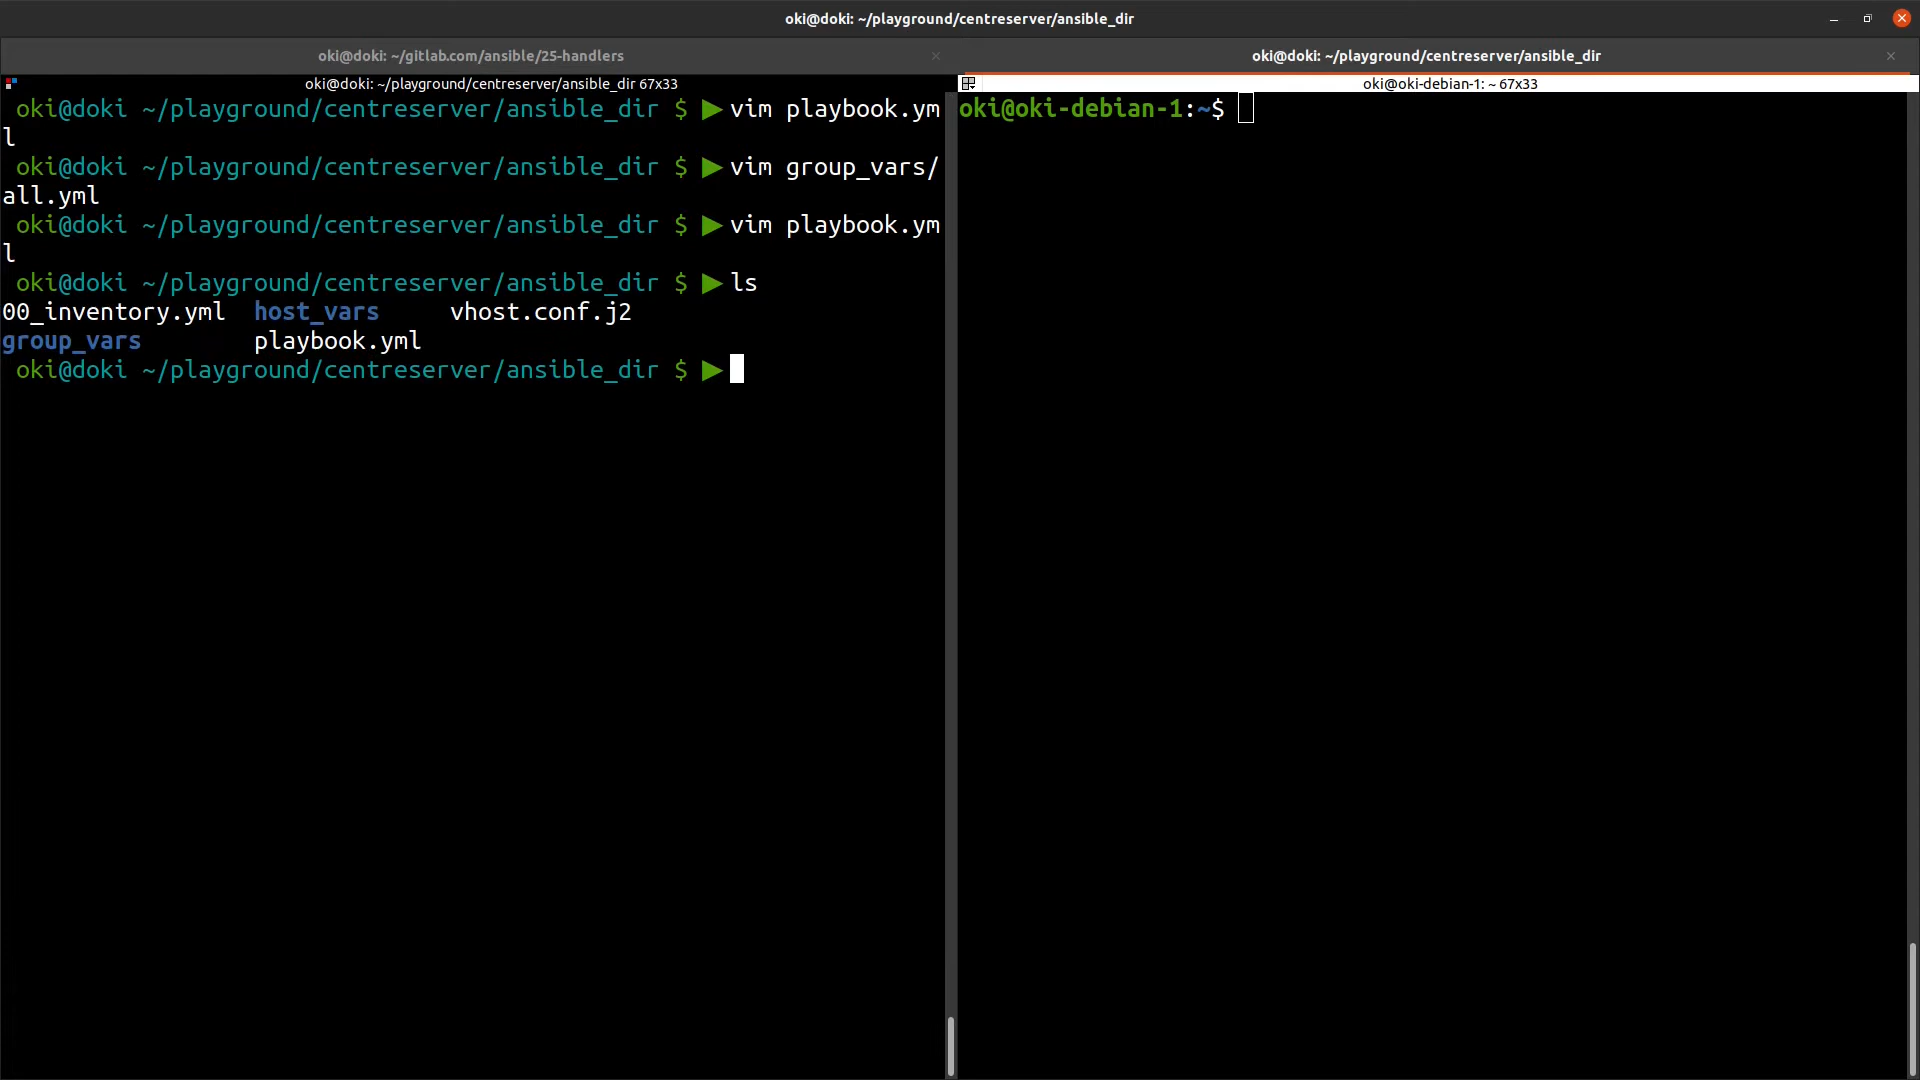 oki@doki: ~/playground/centreserver/ansible_dir
oki@doki: ~/gitlab.com/ansible/25-handlers
oki@doki: ~/playground/centreserver/ansible_dir
oki@doki: ~/playground/centreserver/ansible_dir 67x33
oki@doki ~/playground/centreserver/ansible_dir $ ▶ vim playbook.ym
l
oki@doki ~/playground/centreserver/ansible_dir $ ▶ vim group_vars/
all.yml
oki@doki ~/playground/centreserver/ansible_dir $ ▶ vim playbook.ym
l
oki@doki ~/playground/centreserver/ansible_dir $ ▶ ls
00_inventory.yml host_vars vhost.conf.j2
group_vars playbook.yml
oki@doki ~/playground/centreserver/ansible_dir $ ▶
oki@oki-debian-1: ~ 67x33
oki@oki-debian-1:~$